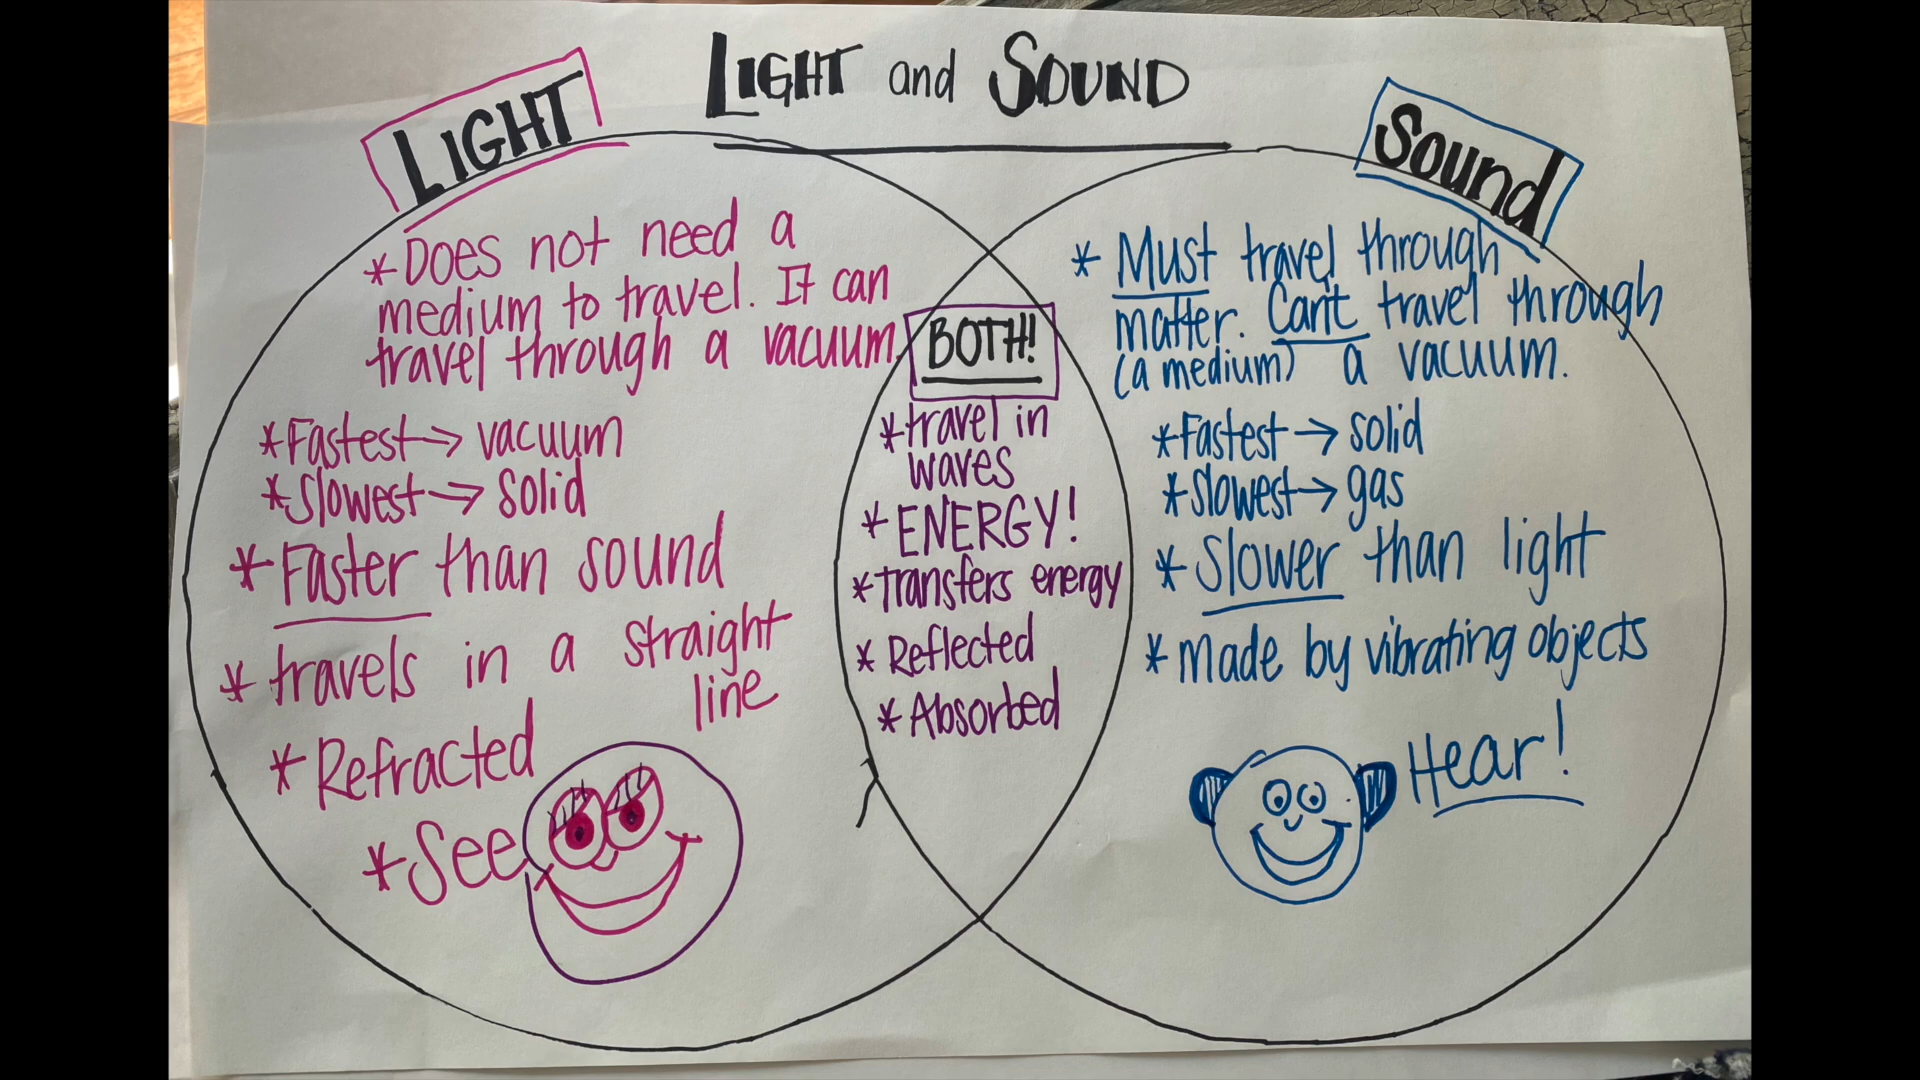 LIGHT and SOUND
LIGHT
*Does not need a
medium to travel. It can
travel through a vacuum.
*Fastest → vacuum
*Slowest → solid
*Faster than sound
*travels in a straight
line
*Refracted
*See
BOTH!
*travel in
waves
*ENERGY!
*transfers energy
*Reflected
*Absorbed
Sound
* Must travel through
matter. Can't travel through
(a medium) a vacuum.
*Fastest → solid
*Slowest → gas
*Slower than light
*made by vibrating objects
Hear!